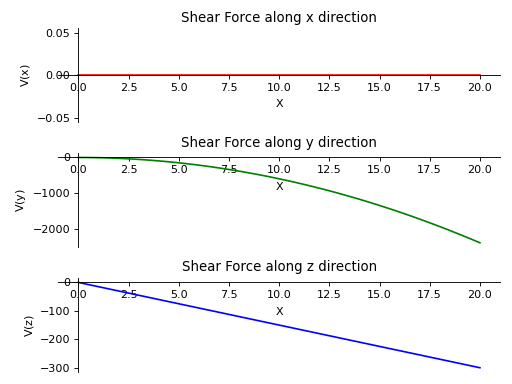 Shear Force along x direction
0.05
0.00
−0.05
V(x)
0.0 2.5 5.0 7.5 10.0 12.5 15.0 17.5 20.0
X
Shear Force along y direction
0
−1000
−2000
V(y)
0.0 2.5 5.0 7.5 10.0 12.5 15.0 17.5 20.0
X
Shear Force along z direction
0
−100
−200
−300
V(z)
0.0 2.5 5.0 7.5 10.0 12.5 15.0 17.5 20.0
X